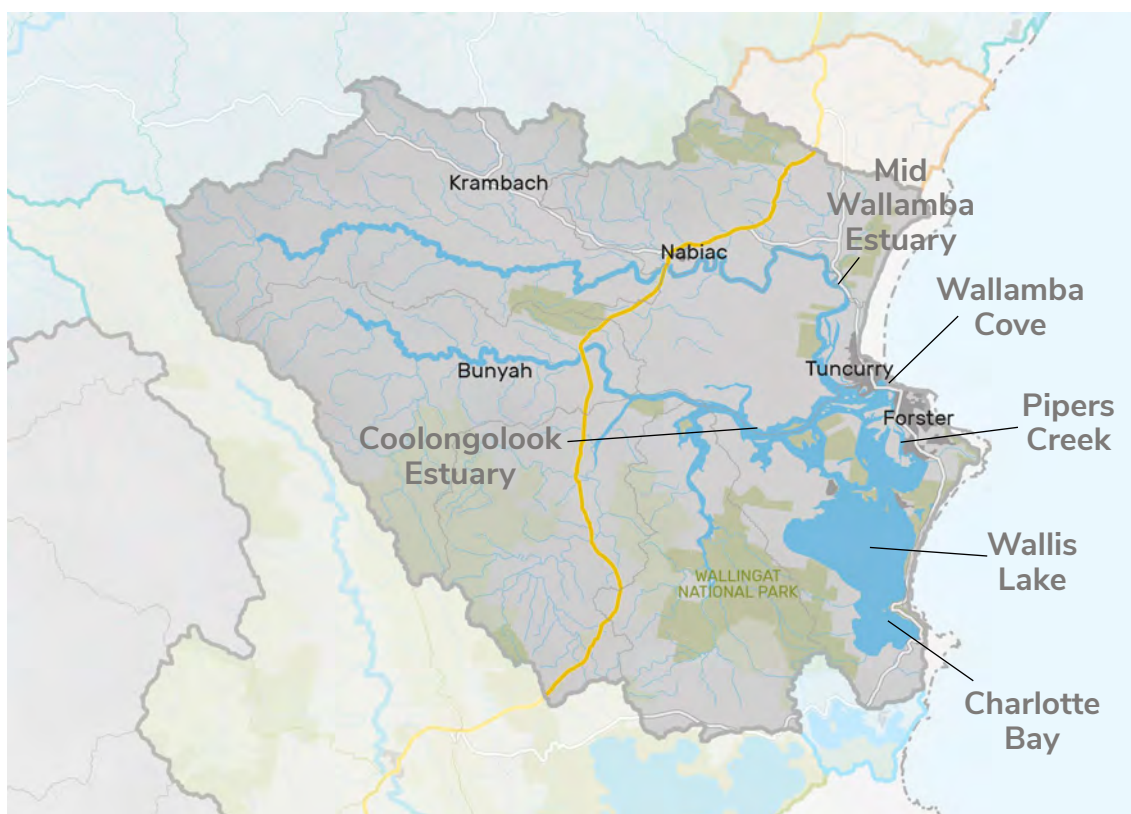 Mid
Wallamba
Estuary
Krambach
Nabiac
Wallamba
Cove
Bunyah
Tuncurry
Forster
Pipers
Creek
Coolongolook
Estuary
Wallis
Lake
WALLINGAT
NATIONAL PARK
Charlotte
Bay